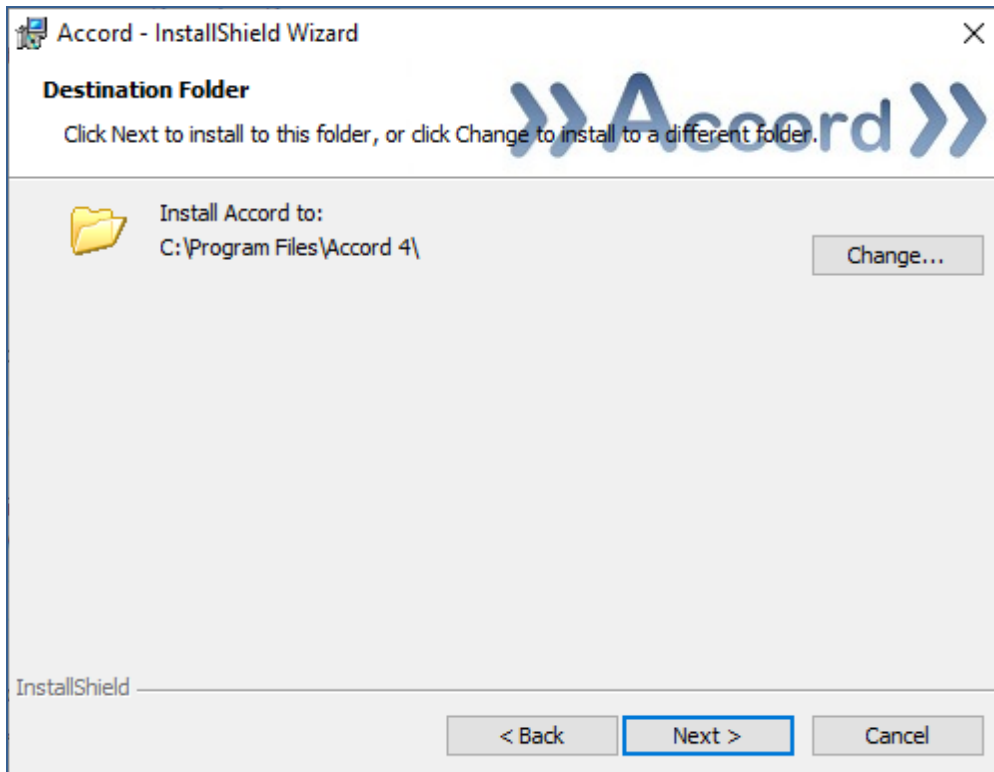 Accord - InstallShield Wizard
Destination Folder
»Accord»
Click Next to install to this folder, or click Change to install to a different folder.
Install Accord to:
C:\Program Files\Accord 4\
Change...
InstallShield
< Back
Next >
Cancel